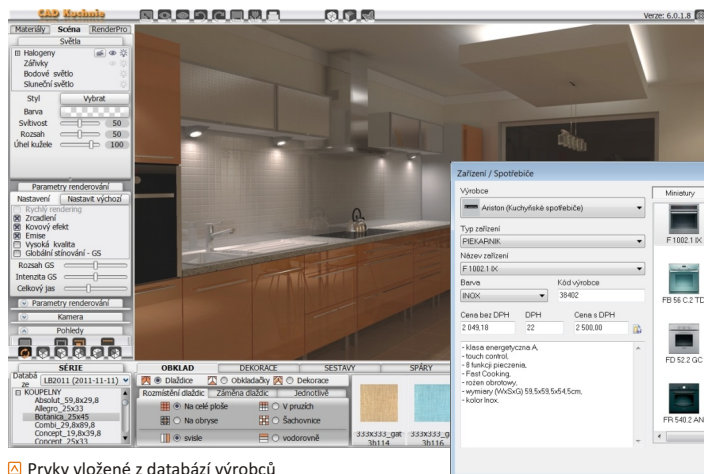 CAD Kuchnie
Verze: 6.0.1.8
Materiály Scéna RenderPro
Světla
Halogeny
Zářivky
Bodové světlo
Sluneční světlo
Styl Vybrat
Barva
Svítivost 50
Rozsah 50
Úhel kužele 100
Parametry renderování
Nastavení Nastavit výchozí
Rychlý rendering
Zrcadlení
Kovový efekt
Emise
Vysoká kvalita
Globální stínování - GS
Rozsah GS
Intenzita GS
Celkový jas
Parametry renderování
Kamera
Pohledy
Zařízení / Spotřebiče
Výrobce
Ariston (Kuchyňské spotřebiče)
Typ zařízení
PIEKARNIK
Název zařízení
F 1002.1 IX
Barva Kód výrobce
INOX 38402
Cena bez DPH DPH Cena s DPH
2 049,18 22 2 500,00
- klasa energetyczna A,
- touch control,
- 8 funkcji pieczenia,
- Fast Cooking,
- rożen obrotowy,
- wymiary (WxSxG) 59,5x59,5x54,5cm,
- kolor Inox.
Miniatury
F 1002.1 IX
FB 56 C.2 TD
FD 52.2 GC
FR 540.2 AN
SÉRIE
Databá
ze LB2011 (2011-11-11)
KOUPELNY
Absolut_59,8x29,8
Allegro_25x33
Botanica_25x45
Combi_29,8x89,8
Concept_19,8x39,8
Concept_25x33
OBKLAD DEKORACE SESTAVY SPÁRY
Dlaždice Obkladačky Dekorace
Rozmístění dlaždic Záměna dlaždic Jednotlivě
Na celé ploše V pruzích
Na obryse Šachovnice
svisle vodorovně
333x333_gat
3b114
333x333_g
3b116
Prvky vložené z databází výrobců